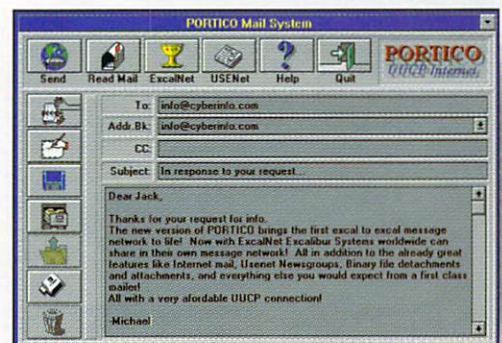 PORTICO Mail System
Send Read Mail ExcalNet USENet Help Quit
PORTICO
UUCP Internet
To: info@cyberinfo.com
Addr.Bk: info@cyberinfo.com
CC:
Subject: In response to your request...
Dear Jack,
Thanks for your request for info.
The new version of PORTICO brings the first excal to excal message
network to life! Now with ExcalNet Excalibur Systems worldwide can
share in their own message network! All in addition to the already great
features like Internet mail, Usenet Newsgroups, Binary file detachments
and attachments, and everything else you would expect from a first class
mailer!
All with a very afordable UUCP connection!
-Michael